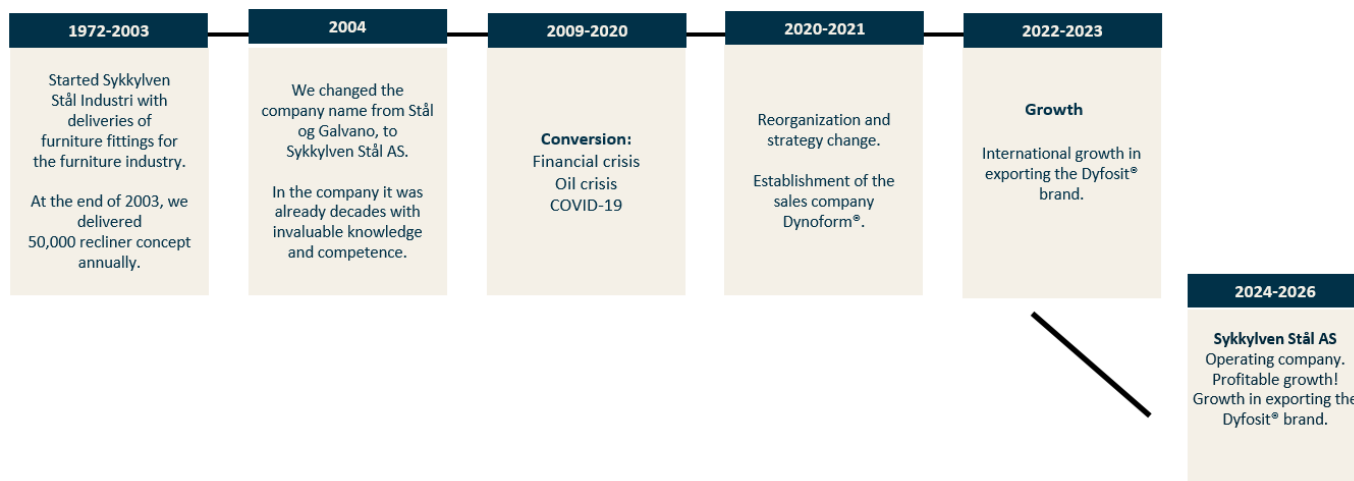 1972-2003
Started Sykkylven
Stål Industri with
deliveries of
furniture fittings for
the furniture industry.
At the end of 2003, we
delivered
50,000 recliner concept
annually.
2004
We changed the
company name from Stål
og Galvano, to
Sykkylven Stål AS.
In the company it was
already decades with
invaluable knowledge
and competence.
2009-2020
Conversion:
Financial crisis
Oil crisis
COVID-19
2020-2021
Reorganization and
strategy change.
Establishment of the
sales company
Dynoform®.
2022-2023
Growth
International growth in
exporting the Dyfosit®
brand.
2024-2026
Sykkylven Stål AS
Operating company.
Profitable growth!
Growth in exporting the
Dyfosit® brand.